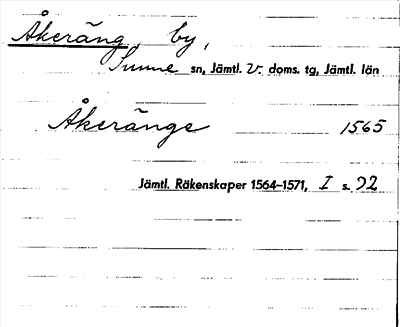 Åkeräng, by,
Sunne sn, Jämtl. v. doms. tg, Jämtl. län
Åkeränge 1565
Jämtl. Räkenskaper 1564–1571, I s. 92